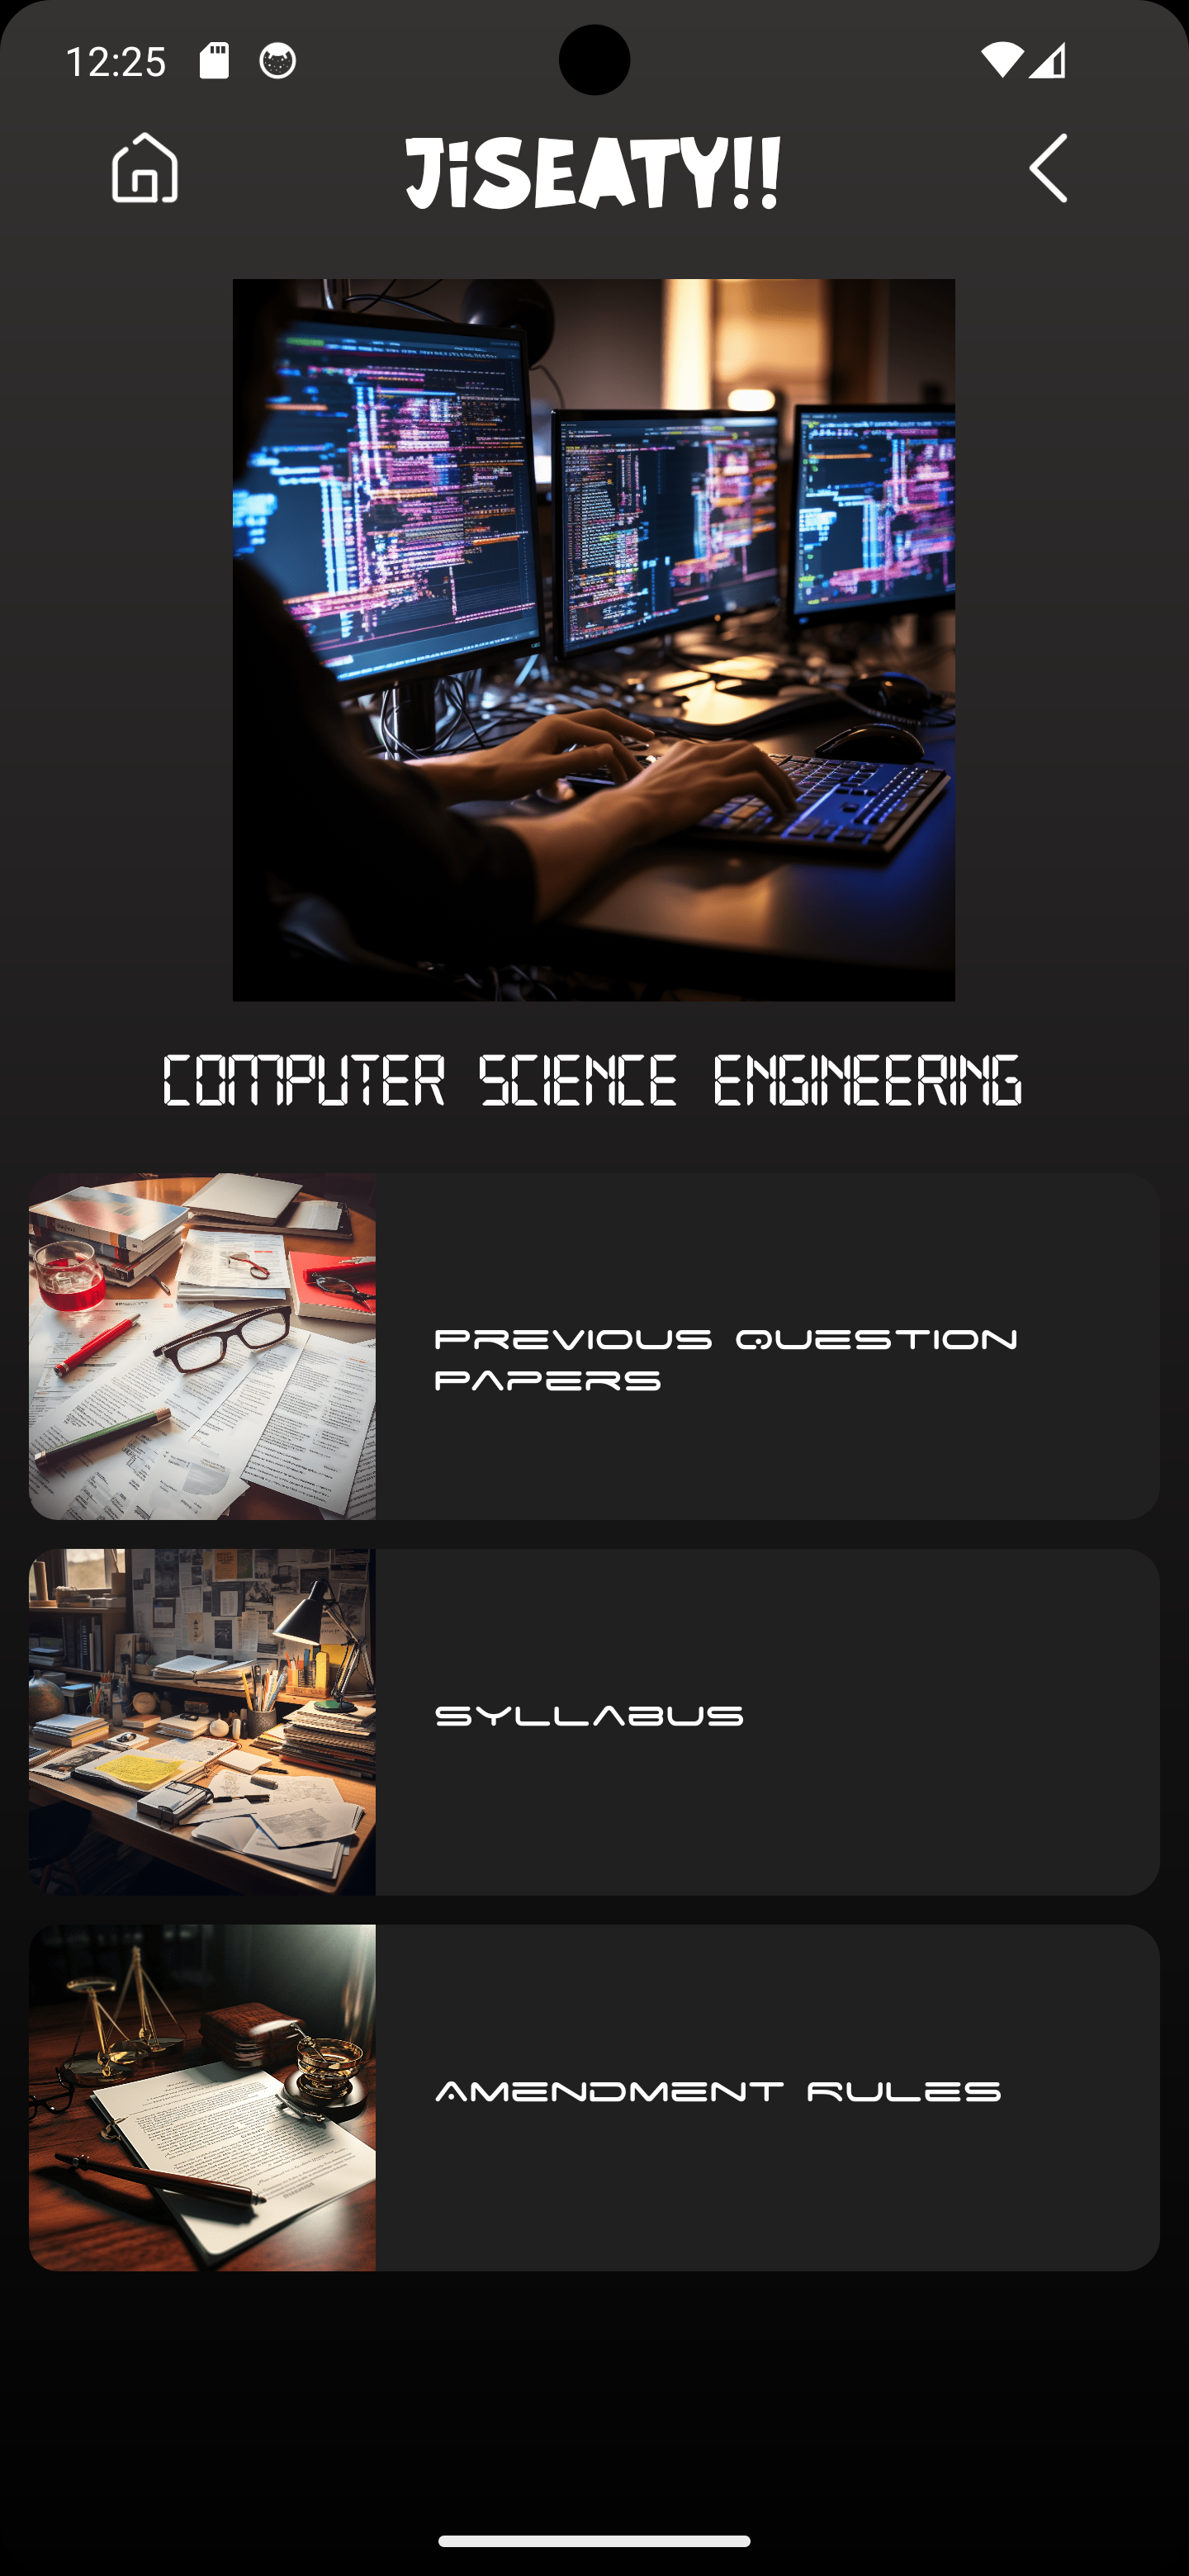 12:25
JiSEATY!!
COMPUTER SCIENCE ENGINEERING
PREVIOUS QUESTION
PAPERS
SYLLABUS
AMENDMENT RULES